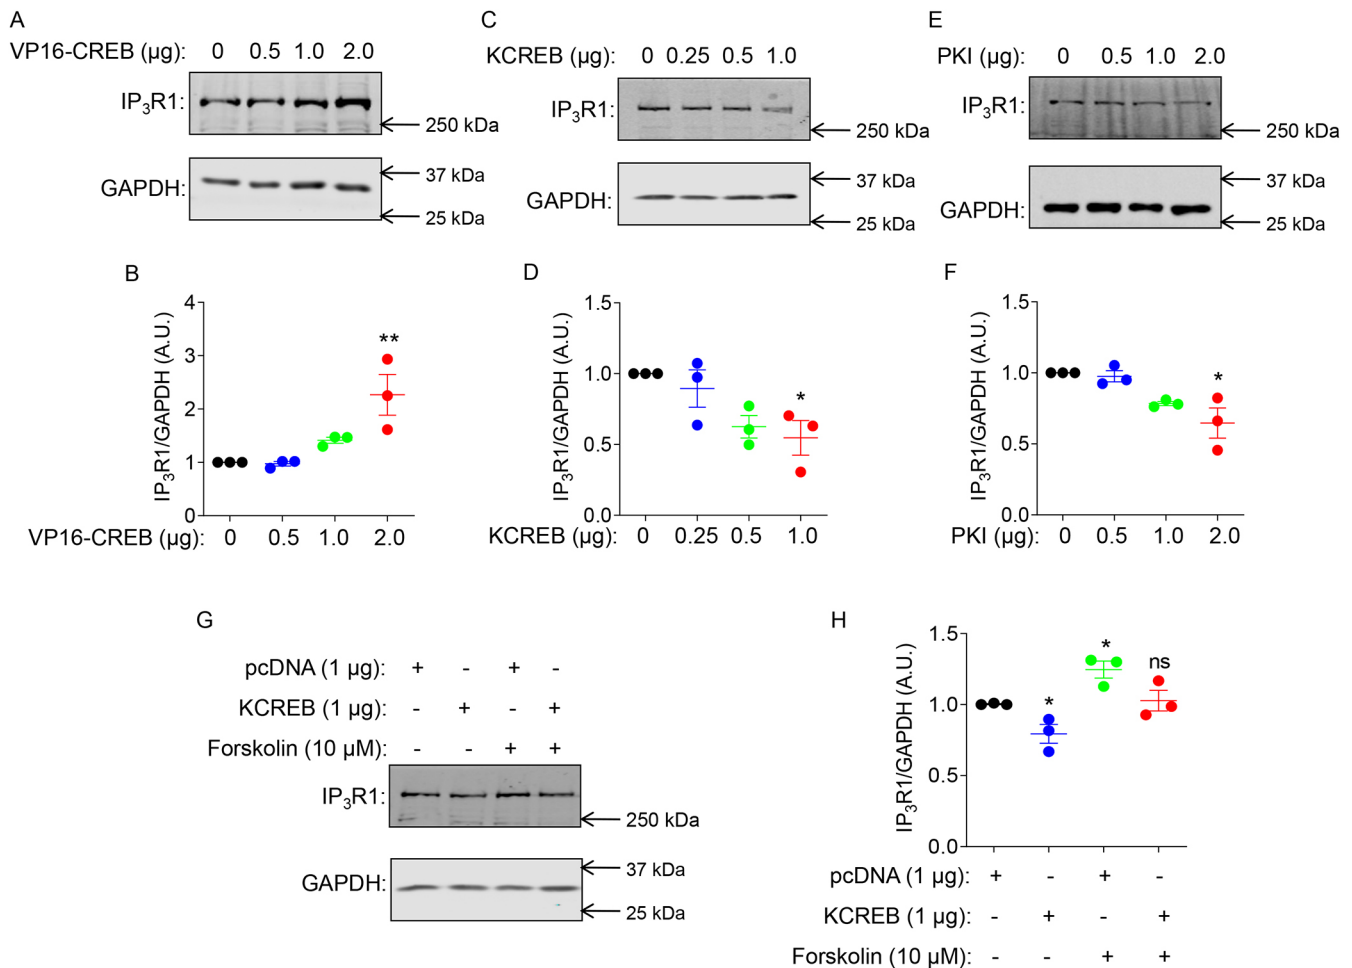 A
VP16-CREB (µg): 0 0.5 1.0 2.0
IP₃R1:
250 kDa
37 kDa
GAPDH:
25 kDa
C
KCREB (µg): 0 0.25 0.5 1.0
IP₃R1:
250 kDa
37 kDa
GAPDH:
25 kDa
E
PKI (µg): 0 0.5 1.0 2.0
IP₃R1:
250 kDa
37 kDa
GAPDH:
25 kDa
B
IP₃R1/GAPDH (A.U.)
4
3
2
1
0
**
VP16-CREB (µg): 0 0.5 1.0 2.0
D
IP₃R1/GAPDH (A.U.)
1.5
1.0
0.5
0.0
*
KCREB (µg): 0 0.25 0.5 1.0
F
IP₃R1/GAPDH (A.U.)
1.5
1.0
0.5
0.0
*
PKI (µg): 0 0.5 1.0 2.0
G
pcDNA (1 µg): + - + -
KCREB (1 µg): - + - +
Forskolin (10 µM): - - + +
IP₃R1:
250 kDa
37 kDa
GAPDH:
25 kDa
H
IP₃R1/GAPDH (A.U.)
1.5
1.0
0.5
0.0
* * ns
pcDNA (1 µg): + - + -
KCREB (1 µg): - + - +
Forskolin (10 µM): - - + +